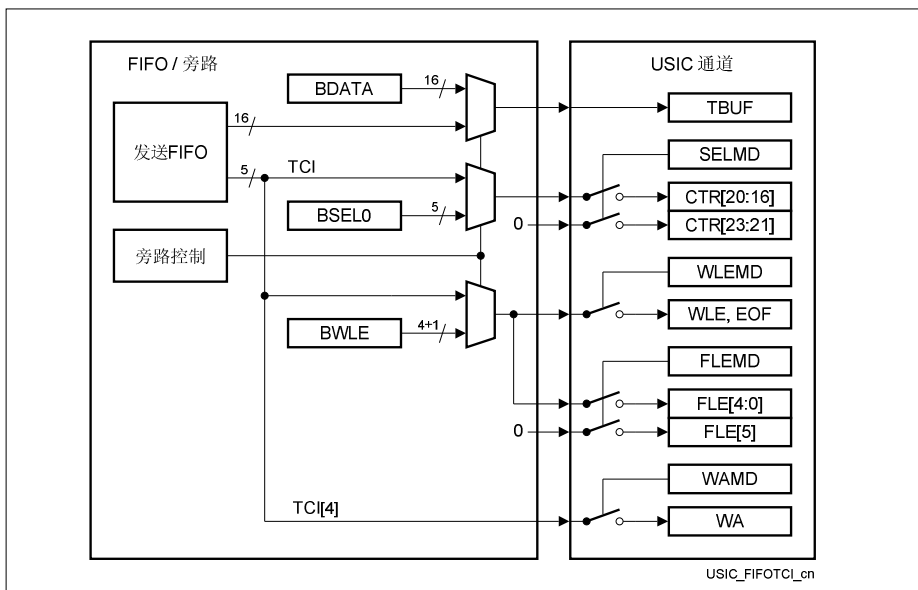 FIFO / 旁路
USIC 通道
BDATA
16
TBUF
发送FIFO
16
5
TCI
SELMD
BSEL0
5
CTR[20:16]
0
CTR[23:21]
旁路控制
WLEMD
BWLE
4+1
WLE, EOF
FLEMD
FLE[4:0]
0
FLE[5]
WAMD
TCI[4]
WA
USIC_FIFOTCI_cn